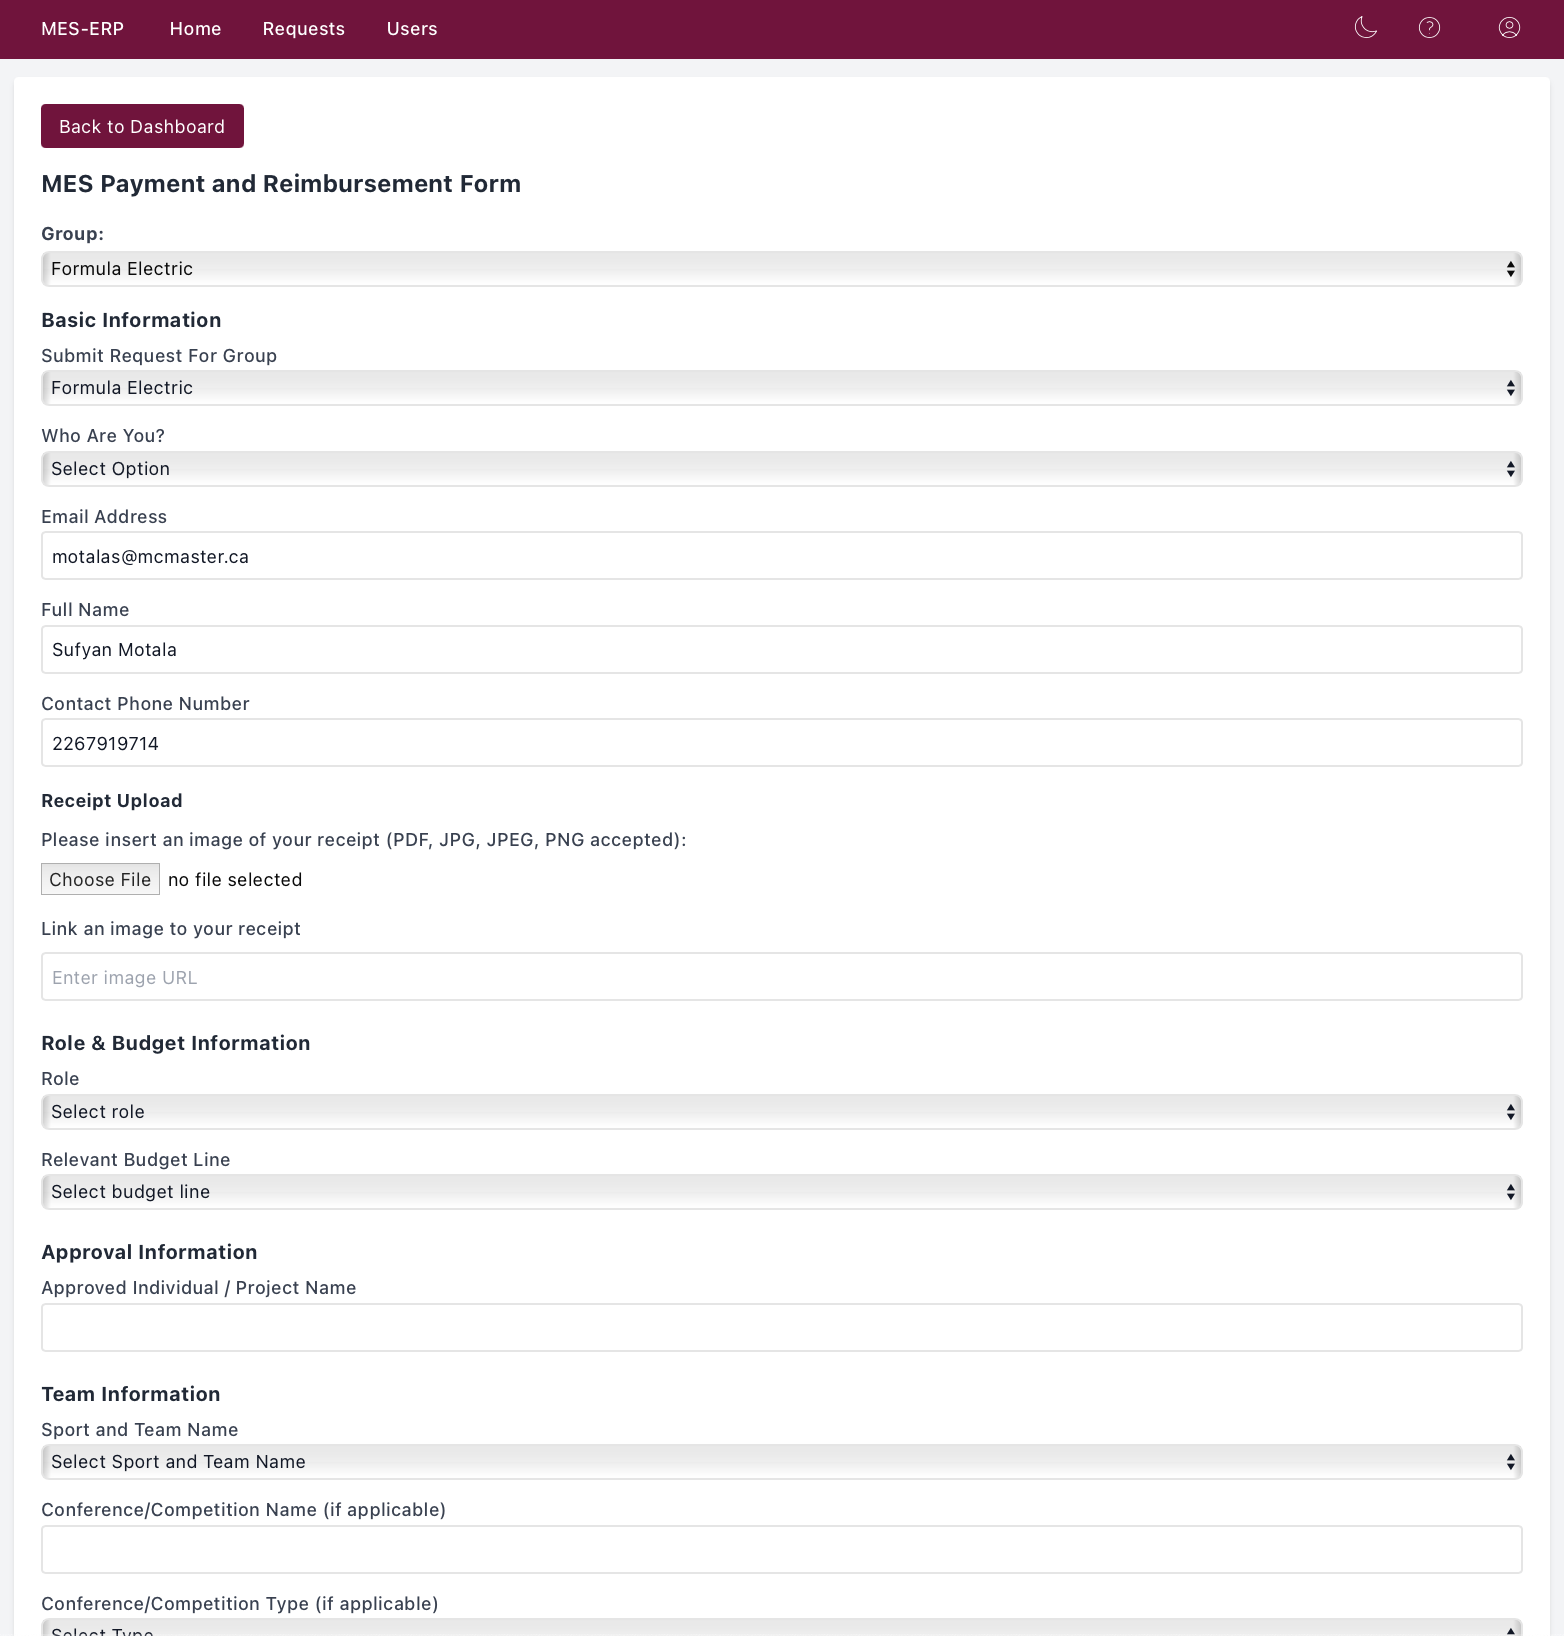 MES-ERP Home Requests Users
Back to Dashboard
MES Payment and Reimbursement Form
Group:
Formula Electric
Basic Information
Submit Request For Group
Formula Electric
Who Are You?
Select Option
Email Address
motalas@mcmaster.ca
Full Name
Sufyan Motala
Contact Phone Number
2267919714
Receipt Upload
Please insert an image of your receipt (PDF, JPG, JPEG, PNG accepted):
Choose File no file selected
Link an image to your receipt
Enter image URL
Role & Budget Information
Role
Select role
Relevant Budget Line
Select budget line
Approval Information
Approved Individual / Project Name
Team Information
Sport and Team Name
Select Sport and Team Name
Conference/Competition Name (if applicable)
Conference/Competition Type (if applicable)
Select Type